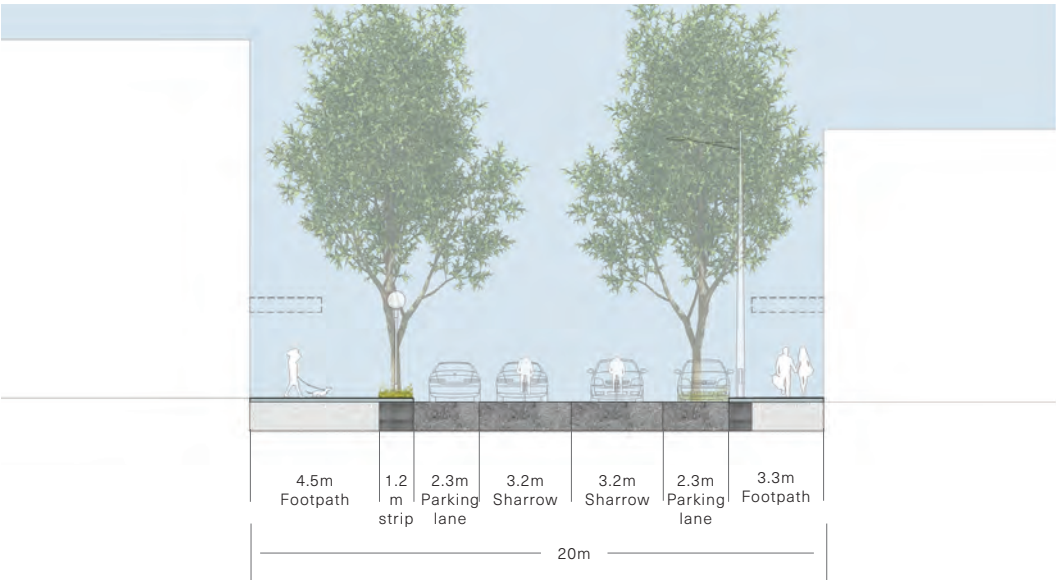 4.5m
Footpath
1.2
m
strip
2.3m
Parking
lane
3.2m
Sharrow
3.2m
Sharrow
2.3m
Parking
lane
3.3m
Footpath
20m